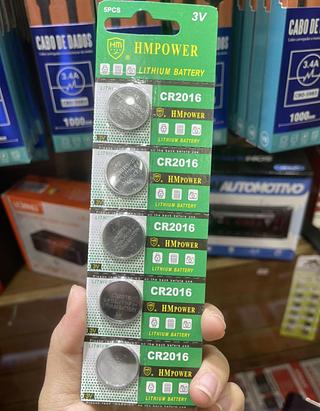 5PCS
3V
HM
HMPOWER
LITHIUM BATTERY
CR2016
HMPOWER
LITHIUM BATTERY
CR2016
HMPOWER
LITHIUM BATTERY
CR2016
HMPOWER
LITHIUM BATTERY
CR2016
HMPOWER
LITHIUM BATTERY
CR2016
HMPOWER
LITHIUM BATTERY
3V
CABO DE DADOS
3.4A
1000
CABO DE DADOS
3.4A
1000
AUTOMOTIVO